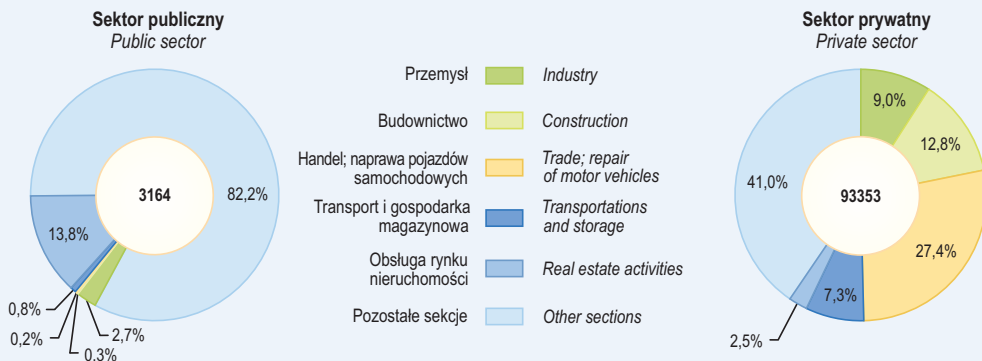 Sektor publiczny
Public sector
82,2%
3164
13,8%
0,8%
0,2%
0,3%
2,7%
Przemysł Industry
Budownictwo Construction
Handel; naprawa pojazdów Trade; repair
samochodowych of motor vehicles
Transport i gospodarka Transportations
magazynowa and storage
Obsługa rynku
nieruchomości Real estate activities
Pozostałe sekcje Other sections
Sektor prywatny
Private sector
9,0%
12,8%
41,0%
93353
27,4%
7,3%
2,5%